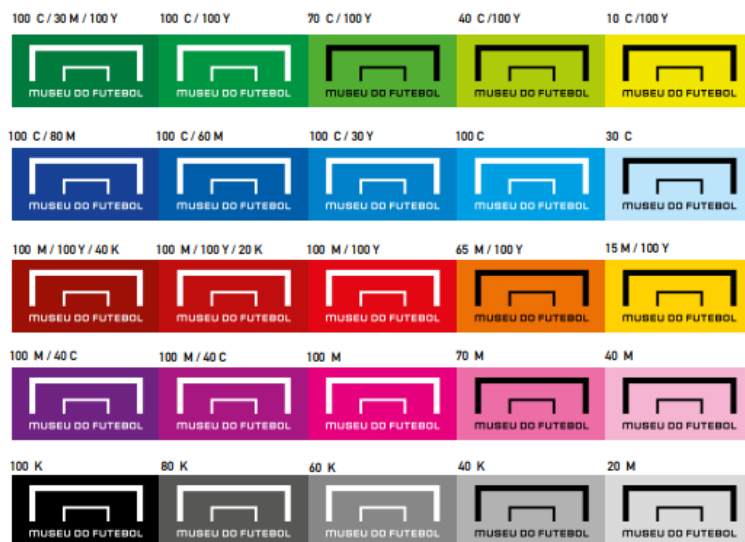 100 C / 30 M / 100 Y 100 C / 100 Y 70 C / 100 Y 40 C /100 Y 10 C /100 Y
MUSEU DO FUTEBOL MUSEU DO FUTEBOL MUSEU DO FUTEBOL MUSEU DO FUTEBOL MUSEU DO FUTEBOL
100 C / 80 M 100 C / 60 M 100 C / 30 Y 100 C 30 C
MUSEU DO FUTEBOL MUSEU DO FUTEBOL MUSEU DO FUTEBOL MUSEU DO FUTEBOL MUSEU DO FUTEBOL
100 M / 100 Y / 40 K 100 M / 100 Y / 20 K 100 M / 100 Y 65 M / 100 Y 15 M / 100 Y
MUSEU DO FUTEBOL MUSEU DO FUTEBOL MUSEU DO FUTEBOL MUSEU DO FUTEBOL MUSEU DO FUTEBOL
100 M / 40 C 100 M / 40 C 100 M 70 M 40 M
MUSEU DO FUTEBOL MUSEU DO FUTEBOL MUSEU DO FUTEBOL MUSEU DO FUTEBOL MUSEU DO FUTEBOL
100 K 80 K 60 K 40 K 20 M
MUSEU DO FUTEBOL MUSEU DO FUTEBOL MUSEU DO FUTEBOL MUSEU DO FUTEBOL MUSEU DO FUTEBOL